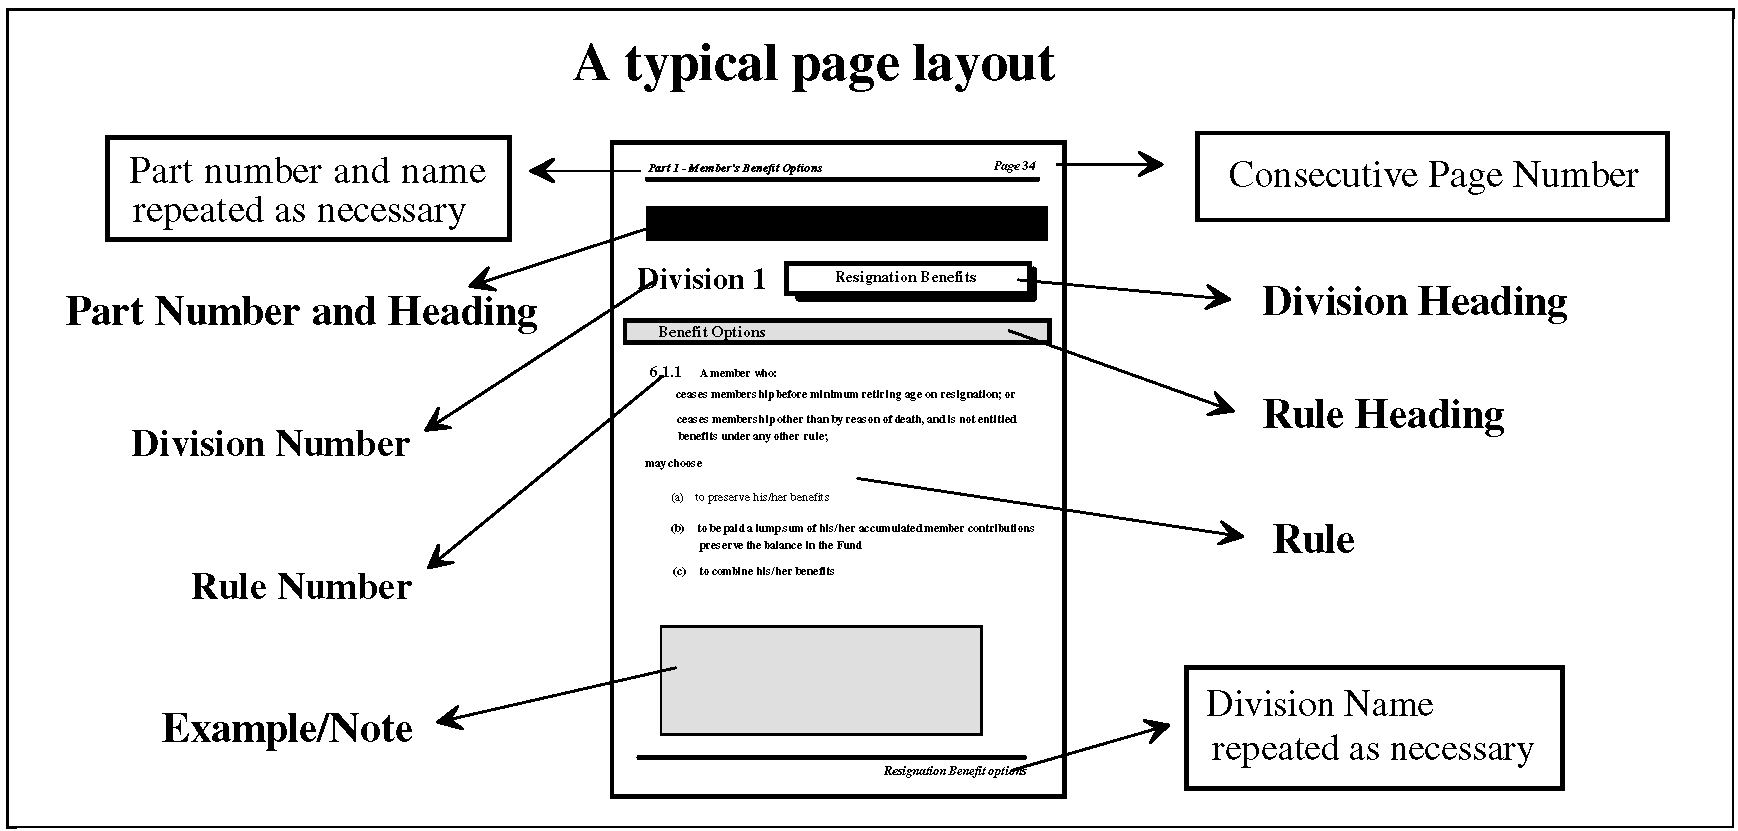 A typical page layout
Part number and name
repeated as necessary
Part 1 - Member's Benefit Options
Page 34
Consecutive Page Number
Part Number and Heading
Division 1
Resignation Benefits
Division Heading
Benefit Options
Rule Heading
Division Number
6.1.1 A member who:
ceases membership before minimum retiring age on resignation; or
ceases membership other than by reason of death, and is not entitled
benefits under any other rule;
may choose
(a) to preserve his/her benefits
(b) to be paid a lump sum of his/her accumulated member contributions
preserve the balance in the Fund
(c) to combine his/her benefits
Rule
Rule Number
Example/Note
Division Name
repeated as necessary
Resignation Benefit options